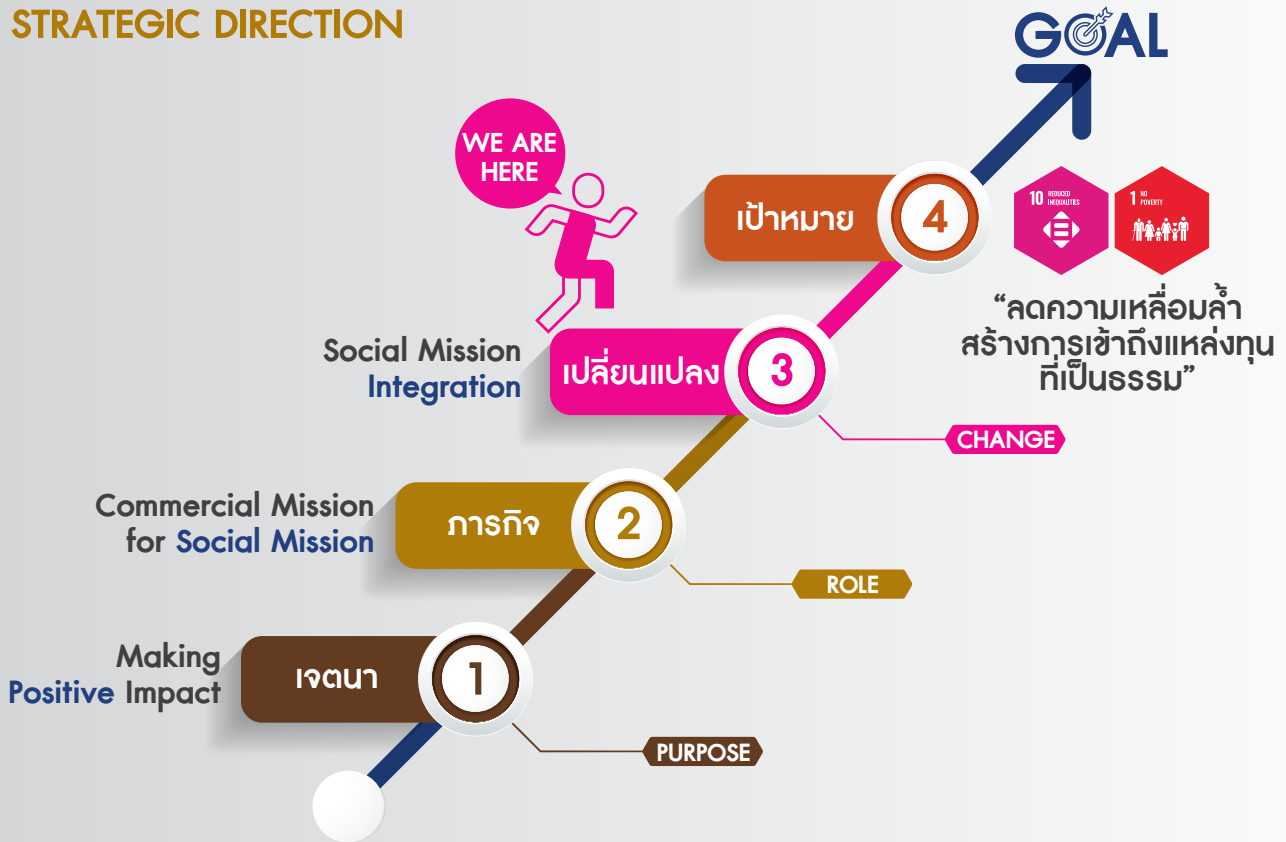 STRATEGIC DIRECTION
GOAL
WE ARE
HERE
เป้าหมาย
4
10 REDUCED
INEQUALITIES
1 NO
POVERTY
“ลดความเหลื่อมล้ำ
สร้างการเข้าถึงแหล่งทุน
ที่เป็นธรรม”
Social Mission
Integration
เปลี่ยนแปลง
3
CHANGE
Commercial Mission
for Social Mission
ภารกิจ
2
ROLE
Making
Positive Impact
เจตนา
1
PURPOSE